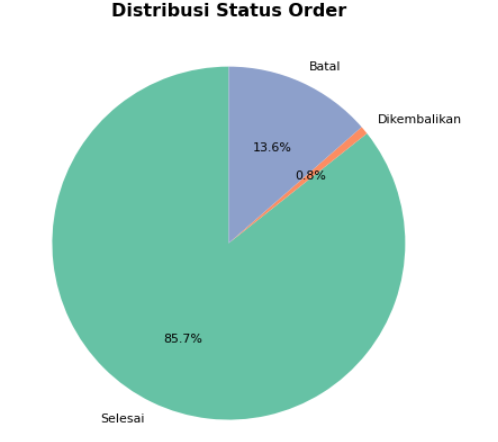 Distribusi Status Order
Batal
Dikembalikan
13.6%
0.8%
85.7%
Selesai